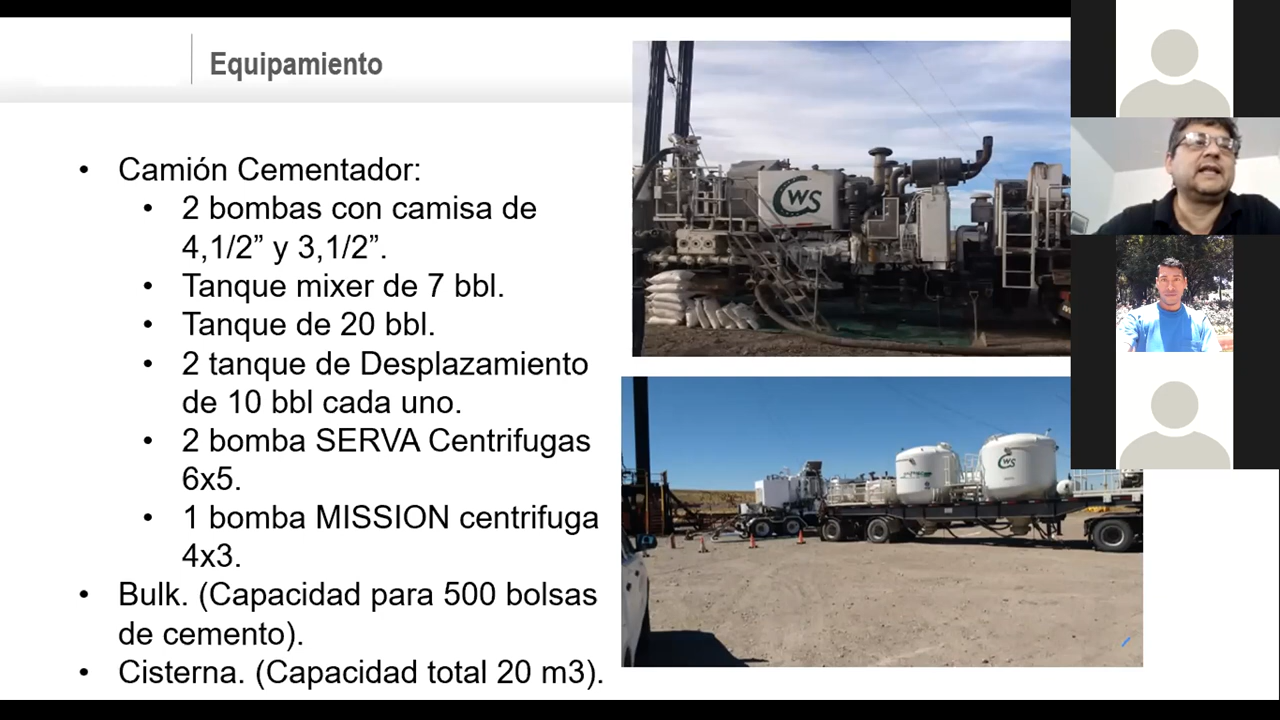 Equipamiento
• Camión Cementador:
• 2 bombas con camisa de
4,1/2” y 3,1/2”.
• Tanque mixer de 7 bbl.
• Tanque de 20 bbl.
• 2 tanque de Desplazamiento
de 10 bbl cada uno.
• 2 bomba SERVA Centrifugas
6x5.
• 1 bomba MISSION centrifuga
4x3.
• Bulk. (Capacidad para 500 bolsas
de cemento).
• Cisterna. (Capacidad total 20 m3).
CWS
CWS